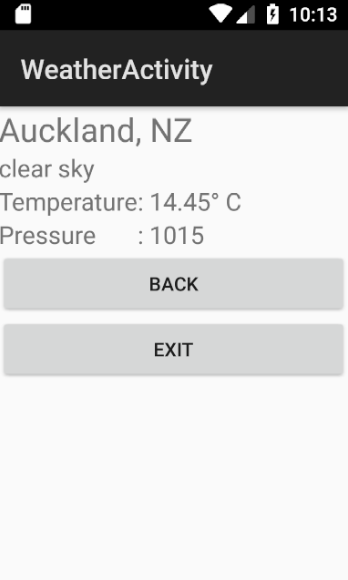 10:13
WeatherActivity
Auckland, NZ
clear sky
Temperature: 14.45° C
Pressure : 1015
BACK
EXIT